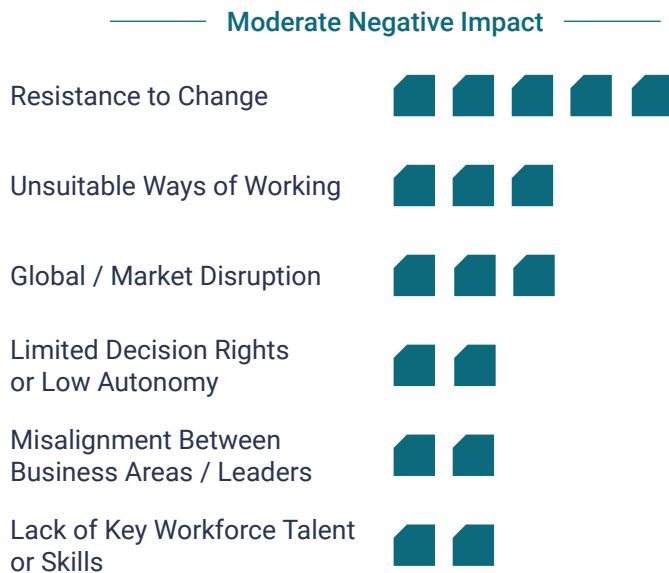 Moderate Negative Impact
Resistance to Change
Unsuitable Ways of Working
Global / Market Disruption
Limited Decision Rights
or Low Autonomy
Misalignment Between
Business Areas / Leaders
Lack of Key Workforce Talent
or Skills